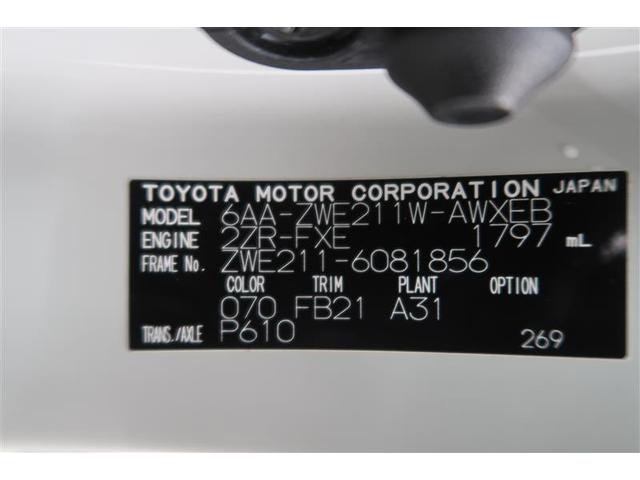 TOYOTA MOTOR CORPORATION JAPAN
MODEL 6AA-ZWE211W-AWXEB
ENGINE 2ZR-FXE 1797 mL
FRAME No. ZWE211-6081856
COLOR TRIM PLANT OPTION
070 FB21 A31
TRANS./AXLE P610 269